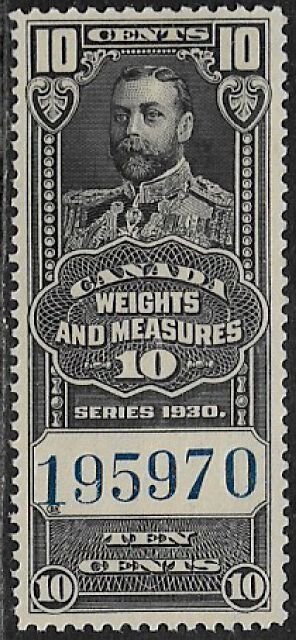 10 CENTS 10
CANADA
WEIGHTS
AND MEASURES
10
SERIES 1930.
195970
TEN
10 CENTS 10